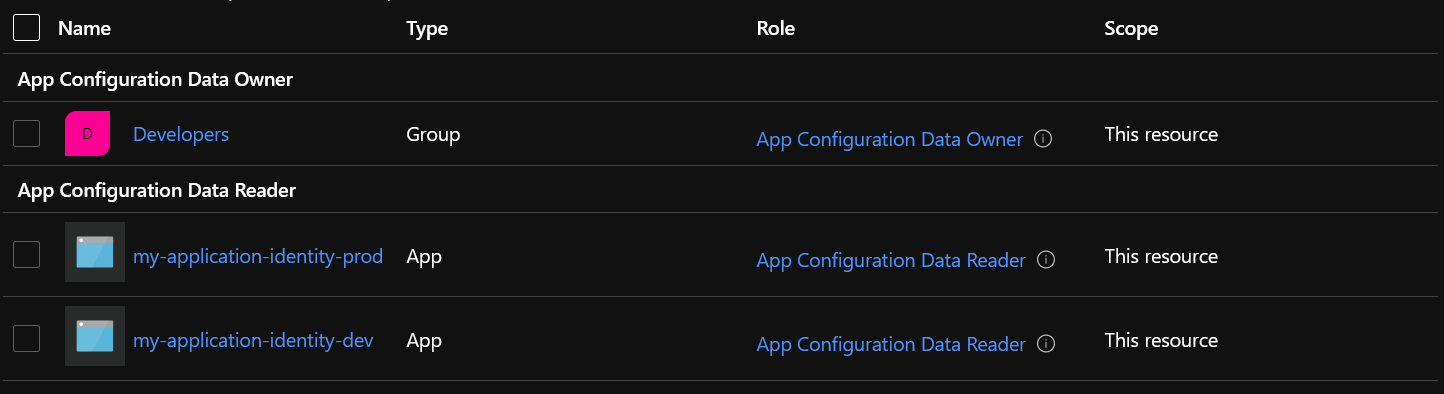 Name Type Role Scope
App Configuration Data Owner
D Developers Group App Configuration Data Owner This resource
App Configuration Data Reader
my-application-identity-prod App App Configuration Data Reader This resource
my-application-identity-dev App App Configuration Data Reader This resource